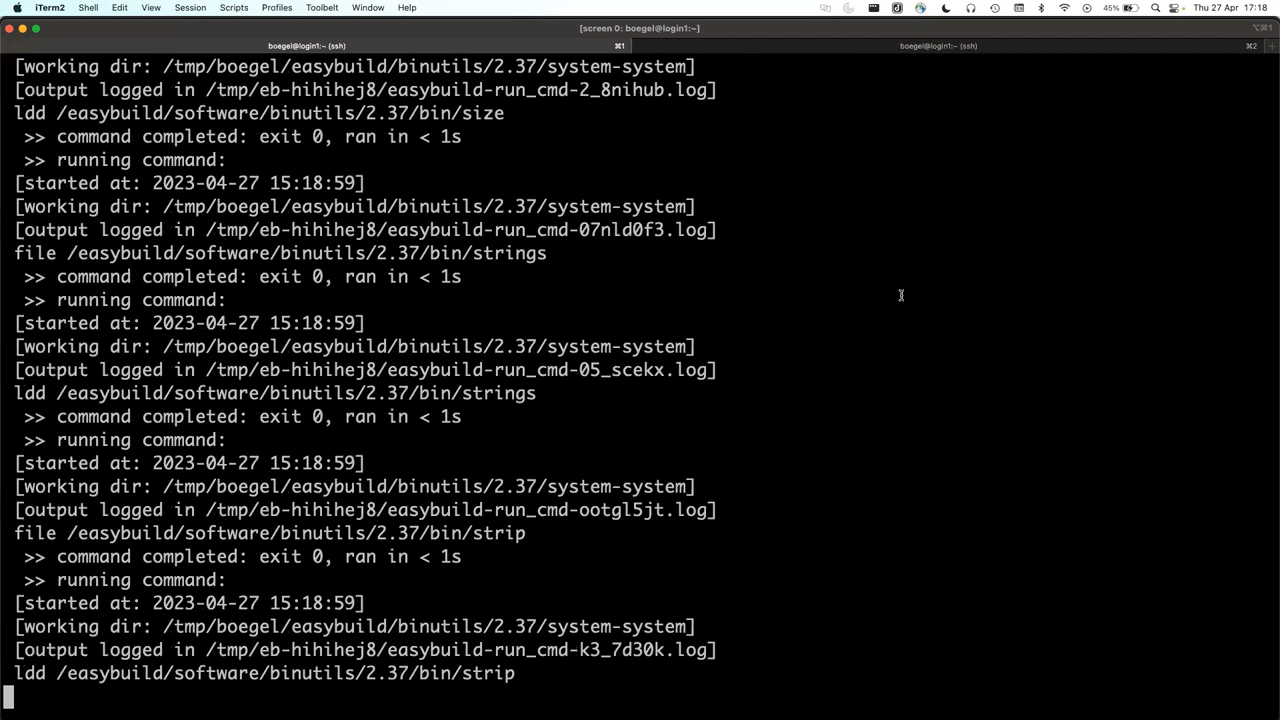 iTerm2 Shell Edit View Session Scripts Profiles Toolbelt Window Help 45% Thu 27 Apr 17:18
[screen 0: boegel@login1:~] ⌥⌘1
boegel@login1:~ (ssh) ⌘1 boegel@login1:~ (ssh) ⌘2 +
[working dir: /tmp/boegel/easybuild/binutils/2.37/system-system]
[output logged in /tmp/eb-hihihej8/easybuild-run_cmd-2_8nihub.log]
ldd /easybuild/software/binutils/2.37/bin/size
>> command completed: exit 0, ran in < 1s
>> running command:
[started at: 2023-04-27 15:18:59]
[working dir: /tmp/boegel/easybuild/binutils/2.37/system-system]
[output logged in /tmp/eb-hihihej8/easybuild-run_cmd-07nld0f3.log]
file /easybuild/software/binutils/2.37/bin/strings
>> command completed: exit 0, ran in < 1s
>> running command:
[started at: 2023-04-27 15:18:59]
[working dir: /tmp/boegel/easybuild/binutils/2.37/system-system]
[output logged in /tmp/eb-hihihej8/easybuild-run_cmd-05_scekx.log]
ldd /easybuild/software/binutils/2.37/bin/strings
>> command completed: exit 0, ran in < 1s
>> running command:
[started at: 2023-04-27 15:18:59]
[working dir: /tmp/boegel/easybuild/binutils/2.37/system-system]
[output logged in /tmp/eb-hihihej8/easybuild-run_cmd-ootgl5jt.log]
file /easybuild/software/binutils/2.37/bin/strip
>> command completed: exit 0, ran in < 1s
>> running command:
[started at: 2023-04-27 15:18:59]
[working dir: /tmp/boegel/easybuild/binutils/2.37/system-system]
[output logged in /tmp/eb-hihihej8/easybuild-run_cmd-k3_7d30k.log]
ldd /easybuild/software/binutils/2.37/bin/strip